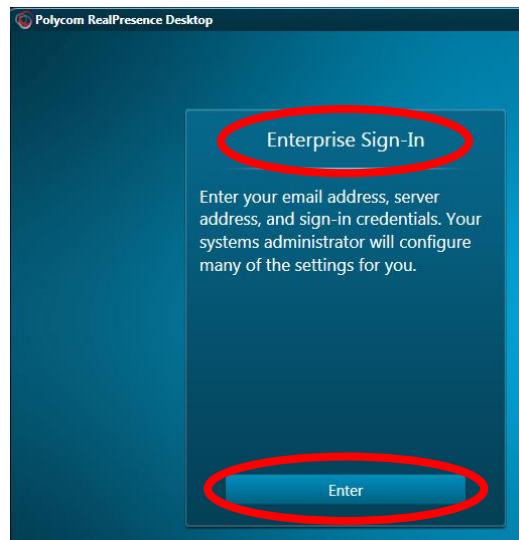 Polycom RealPresence Desktop
Enterprise Sign-In
Enter your email address, server
address, and sign-in credentials. Your
systems administrator will configure
many of the settings for you.
Enter